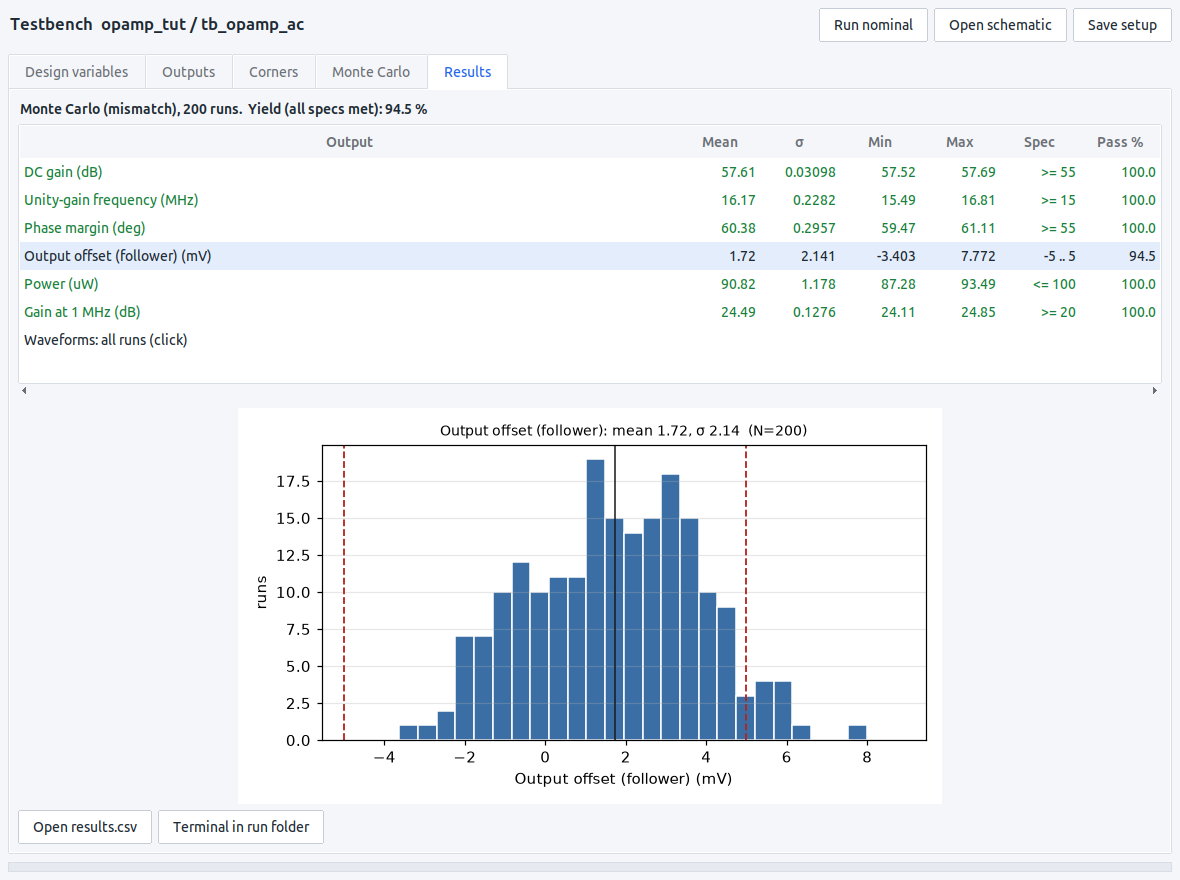 Testbench opamp_tut / tb_opamp_ac
Run nominal
Open schematic
Save setup
Design variables
Outputs
Corners
Monte Carlo
Results
Monte Carlo (mismatch), 200 runs. Yield (all specs met): 94.5 %
Output Mean σ Min Max Spec Pass %
DC gain (dB) 57.61 0.03098 57.52 57.69 >= 55 100.0
Unity-gain frequency (MHz) 16.17 0.2282 15.49 16.81 >= 15 100.0
Phase margin (deg) 60.38 0.2957 59.47 61.11 >= 55 100.0
Output offset (follower) (mV) 1.72 2.141 -3.403 7.772 -5 .. 5 94.5
Power (uW) 90.82 1.178 87.28 93.49 <= 100 100.0
Gain at 1 MHz (dB) 24.49 0.1276 24.11 24.85 >= 20 100.0
Waveforms: all runs (click)
Output offset (follower): mean 1.72, σ 2.14 (N=200)
17.5
15.0
12.5
10.0
7.5
5.0
2.5
0.0
runs
−4 −2 0 2 4 6 8
Output offset (follower) (mV)
Open results.csv
Terminal in run folder